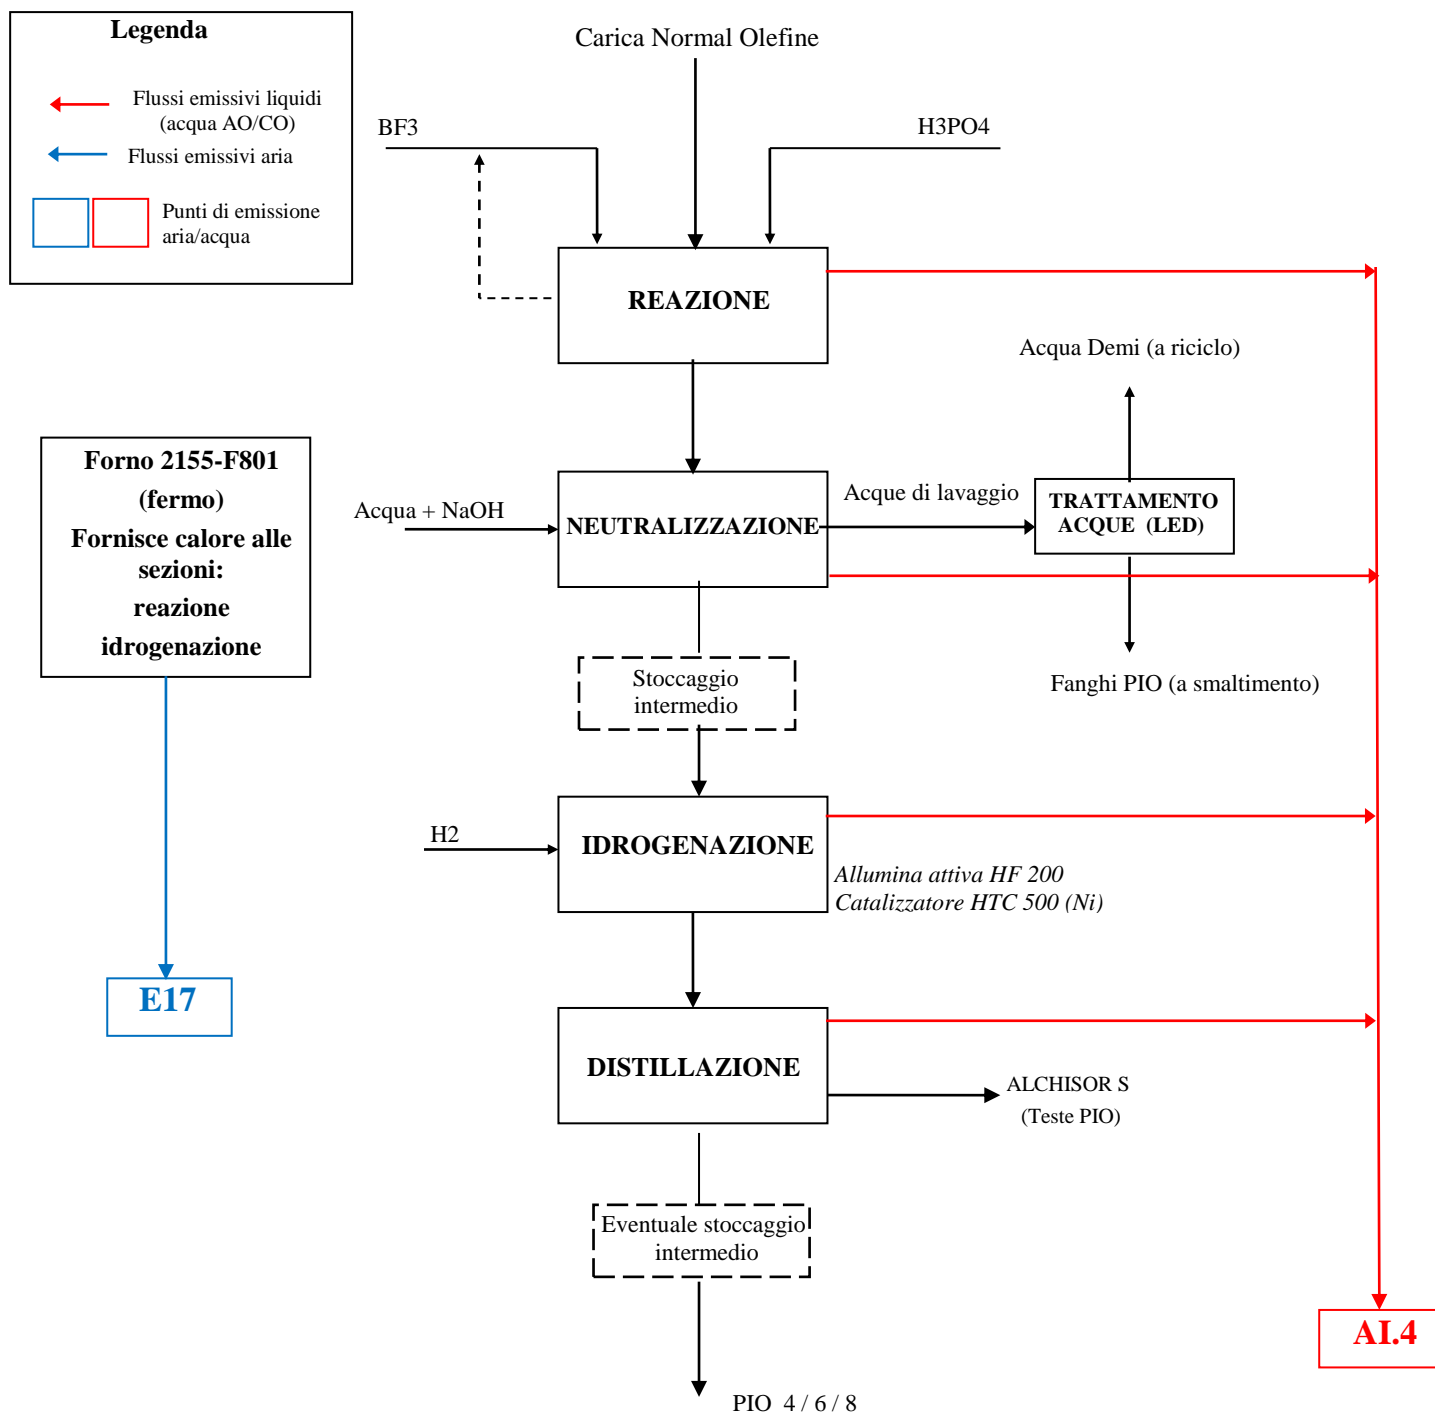 Legenda
Flussi emissivi liquidi
(acqua AO/CO)
Flussi emissivi aria
Punti di emissione
aria/acqua
Carica Normal Olefine
BF3
H3PO4
REAZIONE
Acqua Demi (a riciclo)
Forno 2155-F801
(fermo)
Fornisce calore alle
sezioni:
reazione
idrogenazione
Acqua + NaOH
NEUTRALIZZAZIONE
Acque di lavaggio
TRATTAMENTO
ACQUE (LED)
Stoccaggio
intermedio
Fanghi PIO (a smaltimento)
H2
IDROGENAZIONE
Allumina attiva HF 200
Catalizzatore HTC 500 (Ni)
E17
DISTILLAZIONE
ALCHISOR S
(Teste PIO)
Eventuale stoccaggio
intermedio
AI.4
PIO 4 / 6 / 8